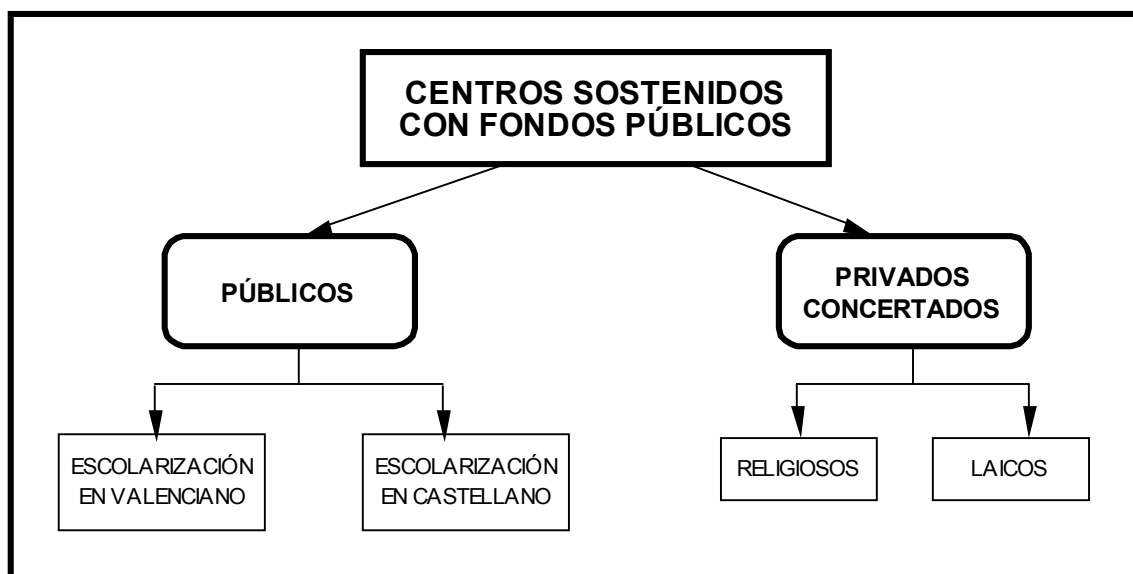 CENTROS SOSTENIDOS
CON FONDOS PÚBLICOS
PÚBLICOS
PRIVADOS
CONCERTADOS
ESCOLARIZACIÓN
EN VALENCIANO
ESCOLARIZACIÓN
EN CASTELLANO
RELIGIOSOS
LAICOS